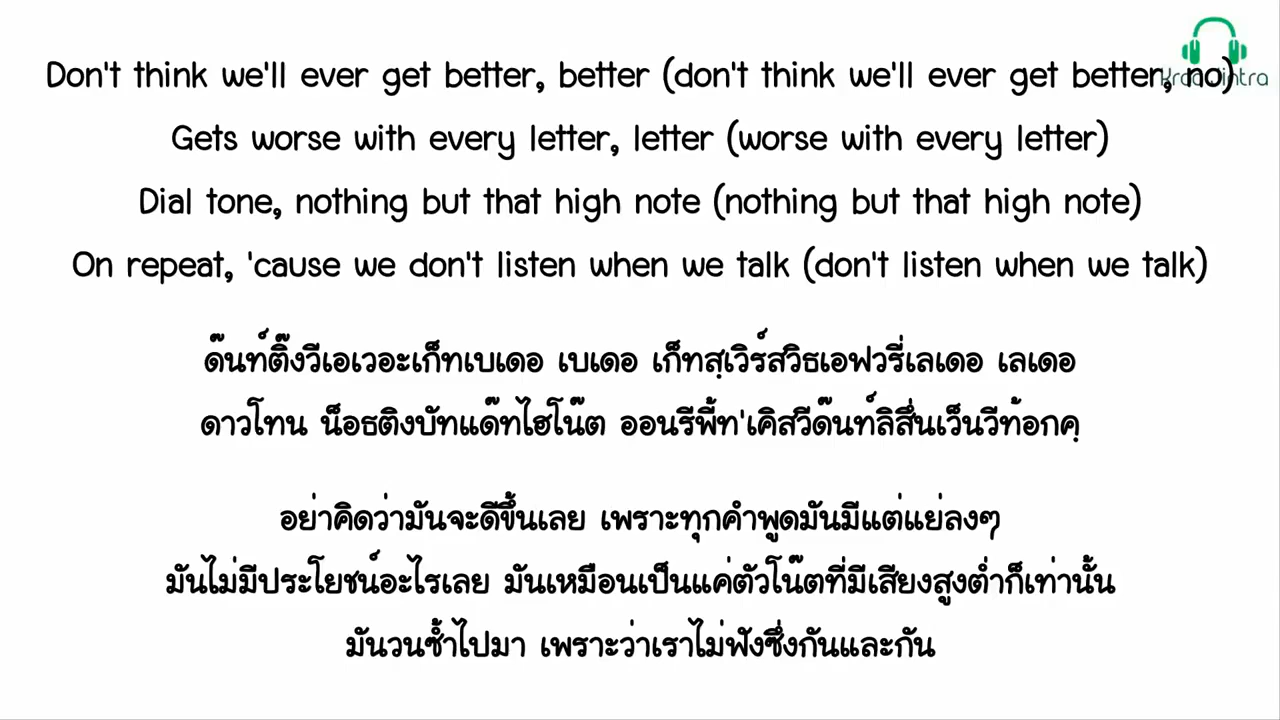 Don't think we'll ever get better, better (don't think we'll ever get better, no)
Gets worse with every letter, letter (worse with every letter)
Dial tone, nothing but that high note (nothing but that high note)
On repeat, 'cause we don't listen when we talk (don't listen when we talk)
ด๊นท์ติ๊งวีเอเวอะเก็ทเบเดอ เบเดอ เก็ทสฺเวิร์สวิธเอฟวรี่เลเดอ เลเดอ
ดาวโทน น็อธติงบัทแด๊ทไฮโน๊ต ออนรีพี้ท'เคิสวีด๊นท์ลิสึ่นเว็นวีท้อกคฺ
อย่าคิดว่ามันจะดีขึ้นเลย เพราะทุกคำพูดมันมีแต่แย่ลงๆ
มันไม่มีประโยชน์อะไรเลย มันเหมือนเป็นแค่ตัวโน๊ตที่มีเสียงสูงต่ำก็เท่านั้น
มันวนซ้ำไปมา เพราะว่าเราไม่ฟังซึ่งกันและกัน